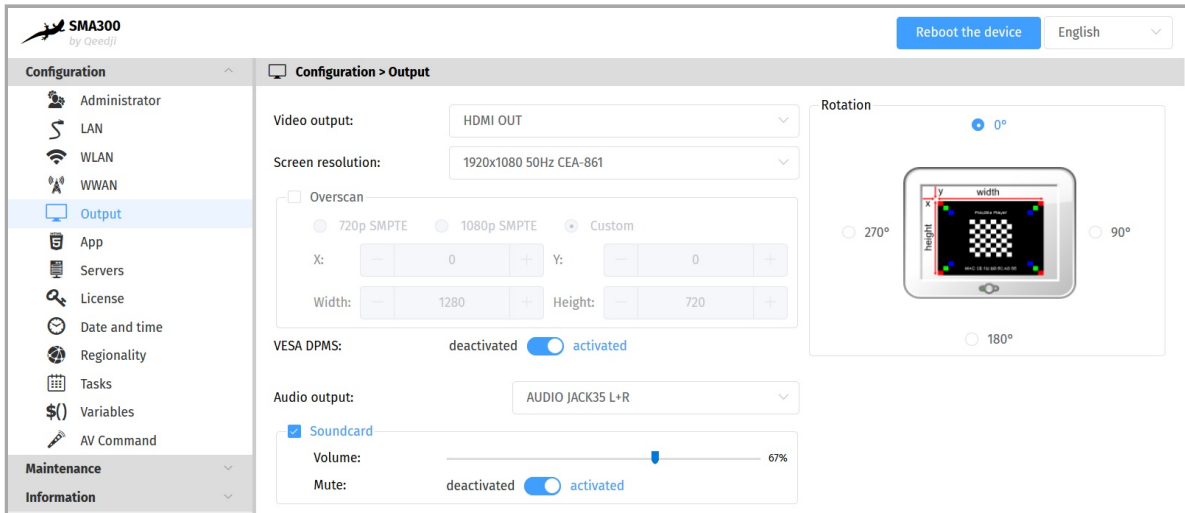 SMA300
by Qeedji
Reboot the device
English
Configuration
Administrator
LAN
WLAN
WWAN
Output
App
Servers
License
Date and time
Regionality
Tasks
$() Variables
AV Command
Maintenance
Information
Configuration > Output
Video output: HDMI OUT
Screen resolution: 1920x1080 50Hz CEA-861
Overscan
720p SMPTE 1080p SMPTE Custom
X: — 0 + Y: — 0 +
Width: — 1280 + Height: — 720 +
VESA DPMS: deactivated activated
Audio output: AUDIO JACK35 L+R
Soundcard
Volume: 67%
Mute: deactivated activated
Rotation
0°
y width
x
height
270°
90°
180°